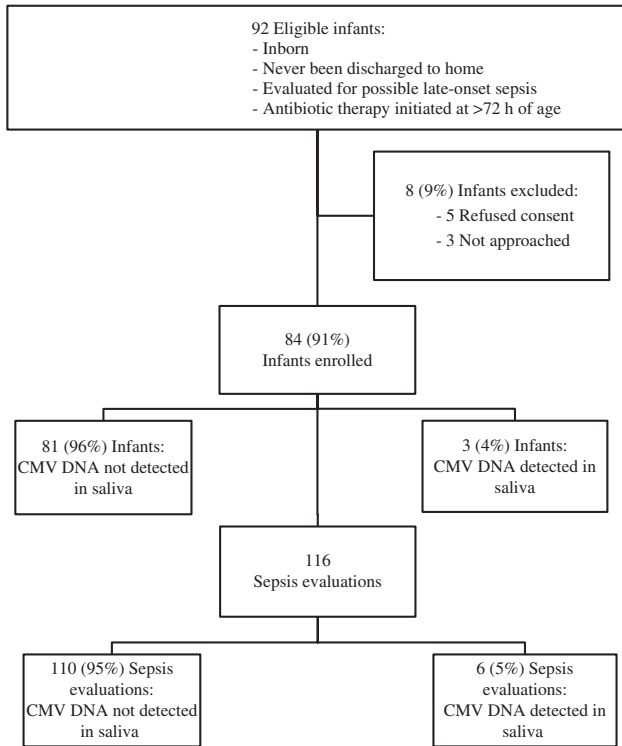 92 Eligible infants:
- Inborn
- Never been discharged to home
- Evaluated for possible late-onset sepsis
- Antibiotic therapy initiated at >72 h of age
8 (9%) Infants excluded:
- 5 Refused consent
- 3 Not approached
84 (91%)
Infants enrolled
81 (96%) Infants:
CMV DNA not detected
in saliva
3 (4%) Infants:
CMV DNA detected in
saliva
116
Sepsis evaluations
110 (95%) Sepsis
evaluations:
CMV DNA not detected
in saliva
6 (5%) Sepsis
evaluations:
CMV DNA detected in
saliva